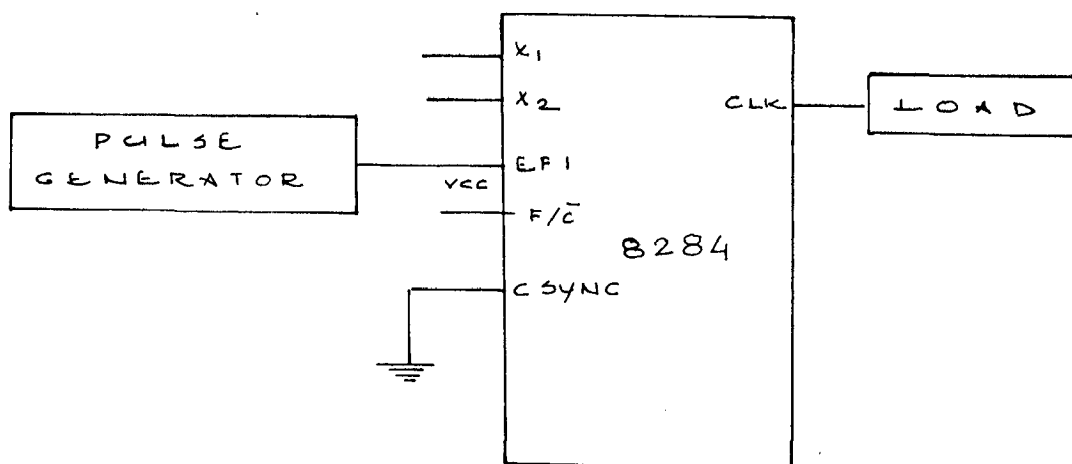 X1
X2
CLK
LOAD
PULSE
GENERATOR
EFI
VCC
F/C̄
8284
CSYNC